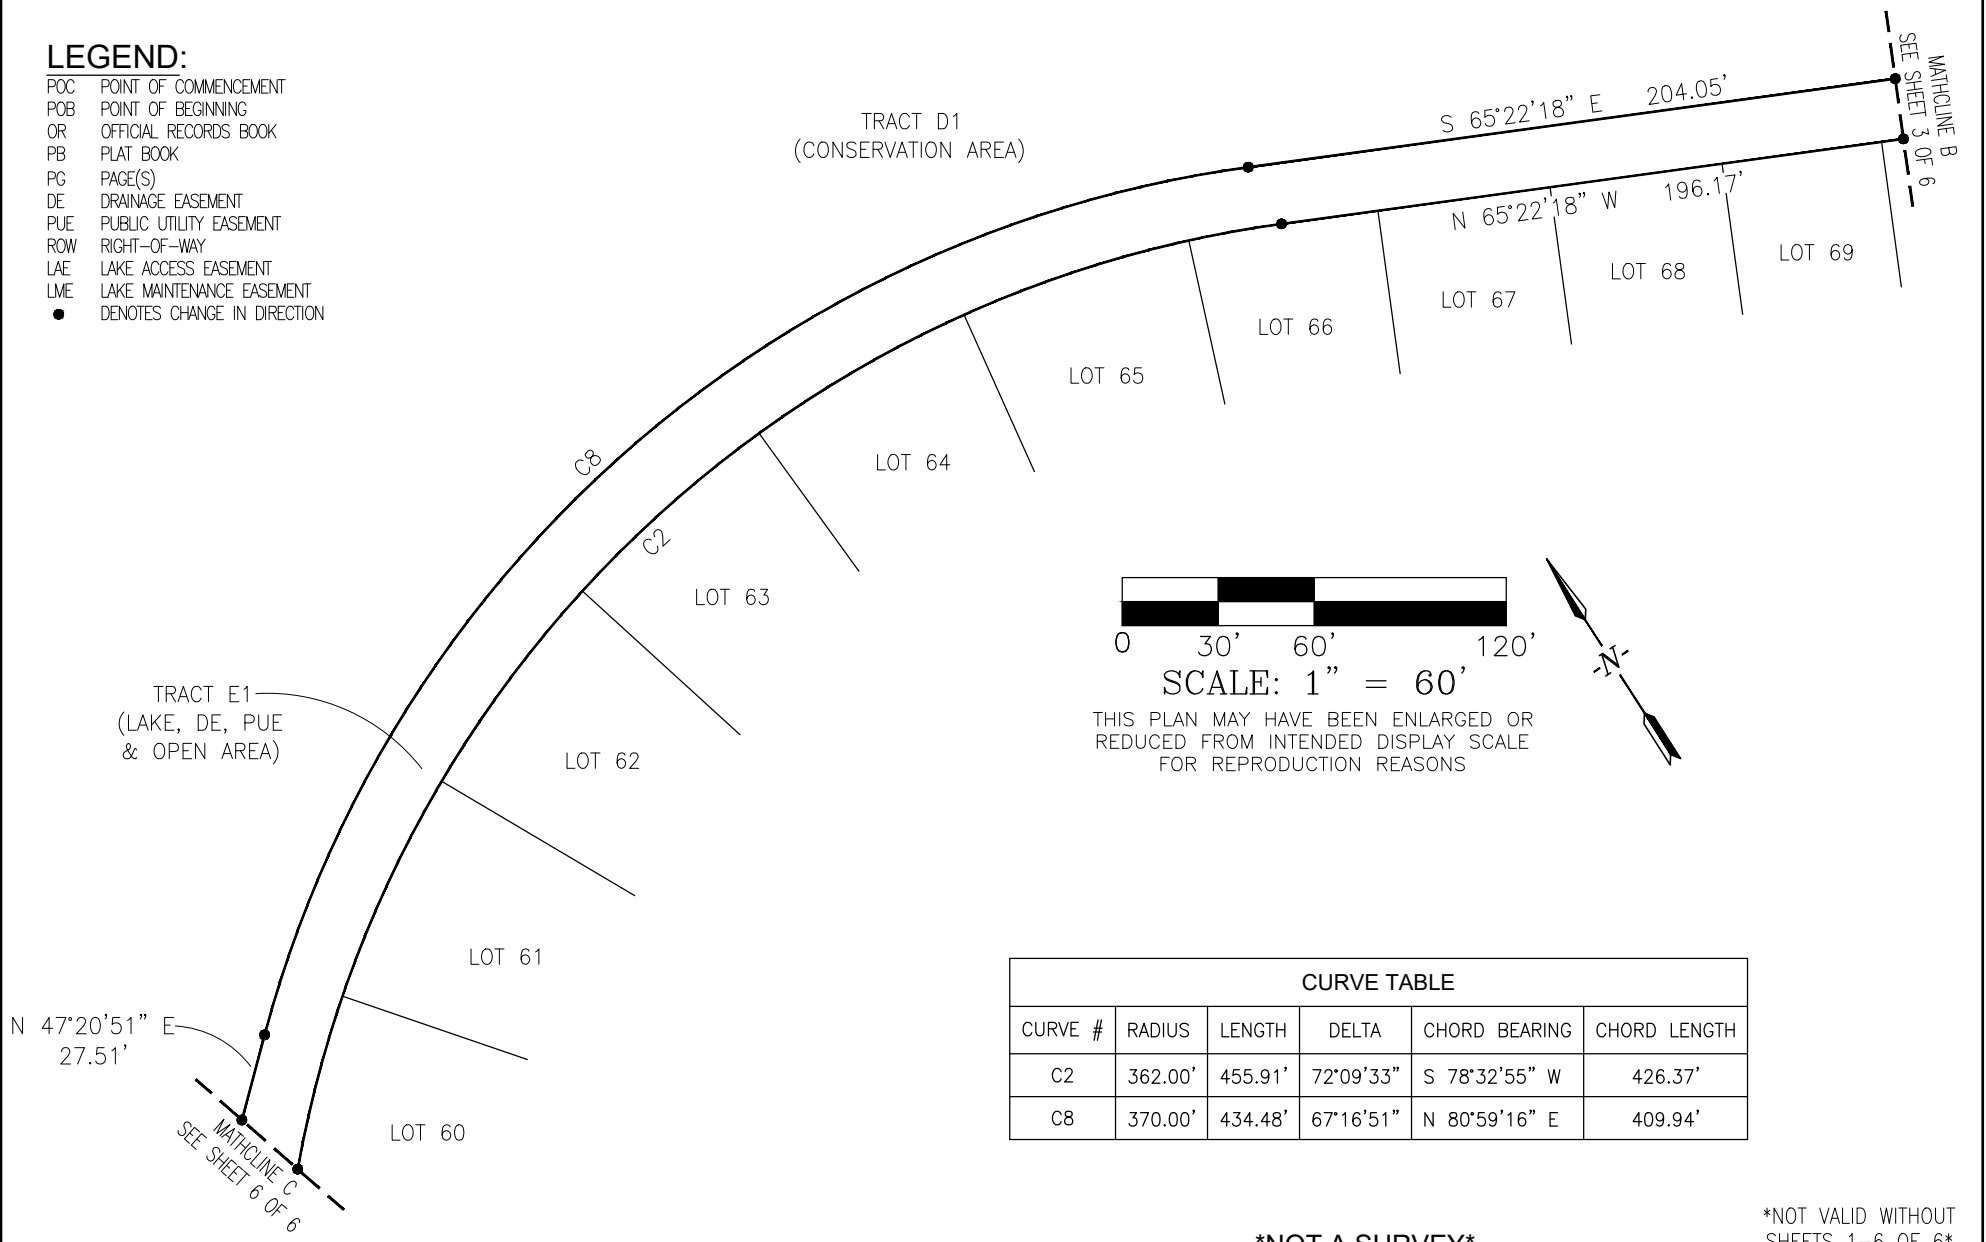 LEGEND:
POC POINT OF COMMENCEMENT
POB POINT OF BEGINNING
OR OFFICIAL RECORDS BOOK
PB PLAT BOOK
PG PAGE(S)
DE DRAINAGE EASEMENT
PUE PUBLIC UTILITY EASEMENT
ROW RIGHT-OF-WAY
LAE LAKE ACCESS EASEMENT
LME LAKE MAINTENANCE EASEMENT
● DENOTES CHANGE IN DIRECTION
TRACT D1
(CONSERVATION AREA)
S 65°22'18" E 204.05'
MATHCLINE B
SEE SHEET 3 OF 6
N 65°22'18" W 196.17'
LOT 69
LOT 68
LOT 67
LOT 66
LOT 65
LOT 64
C8
C2
LOT 63
LOT 62
LOT 61
LOT 60
TRACT E1
(LAKE, DE, PUE
& OPEN AREA)
N 47°20'51" E
27.51'
MATHCLINE C
SEE SHEET 6 OF 6
0 30' 60' 120'
SCALE: 1" = 60'
THIS PLAN MAY HAVE BEEN ENLARGED OR
REDUCED FROM INTENDED DISPLAY SCALE
FOR REPRODUCTION REASONS
-N-
CURVE TABLE
CURVE # RADIUS LENGTH DELTA CHORD BEARING CHORD LENGTH
C2 362.00' 455.91' 72°09'33" S 78°32'55" W 426.37'
C8 370.00' 434.48' 67°16'51" N 80°59'16" E 409.94'
*NOT A SURVEY*
*NOT VALID WITHOUT
SHEETS 1-6 OF 6*